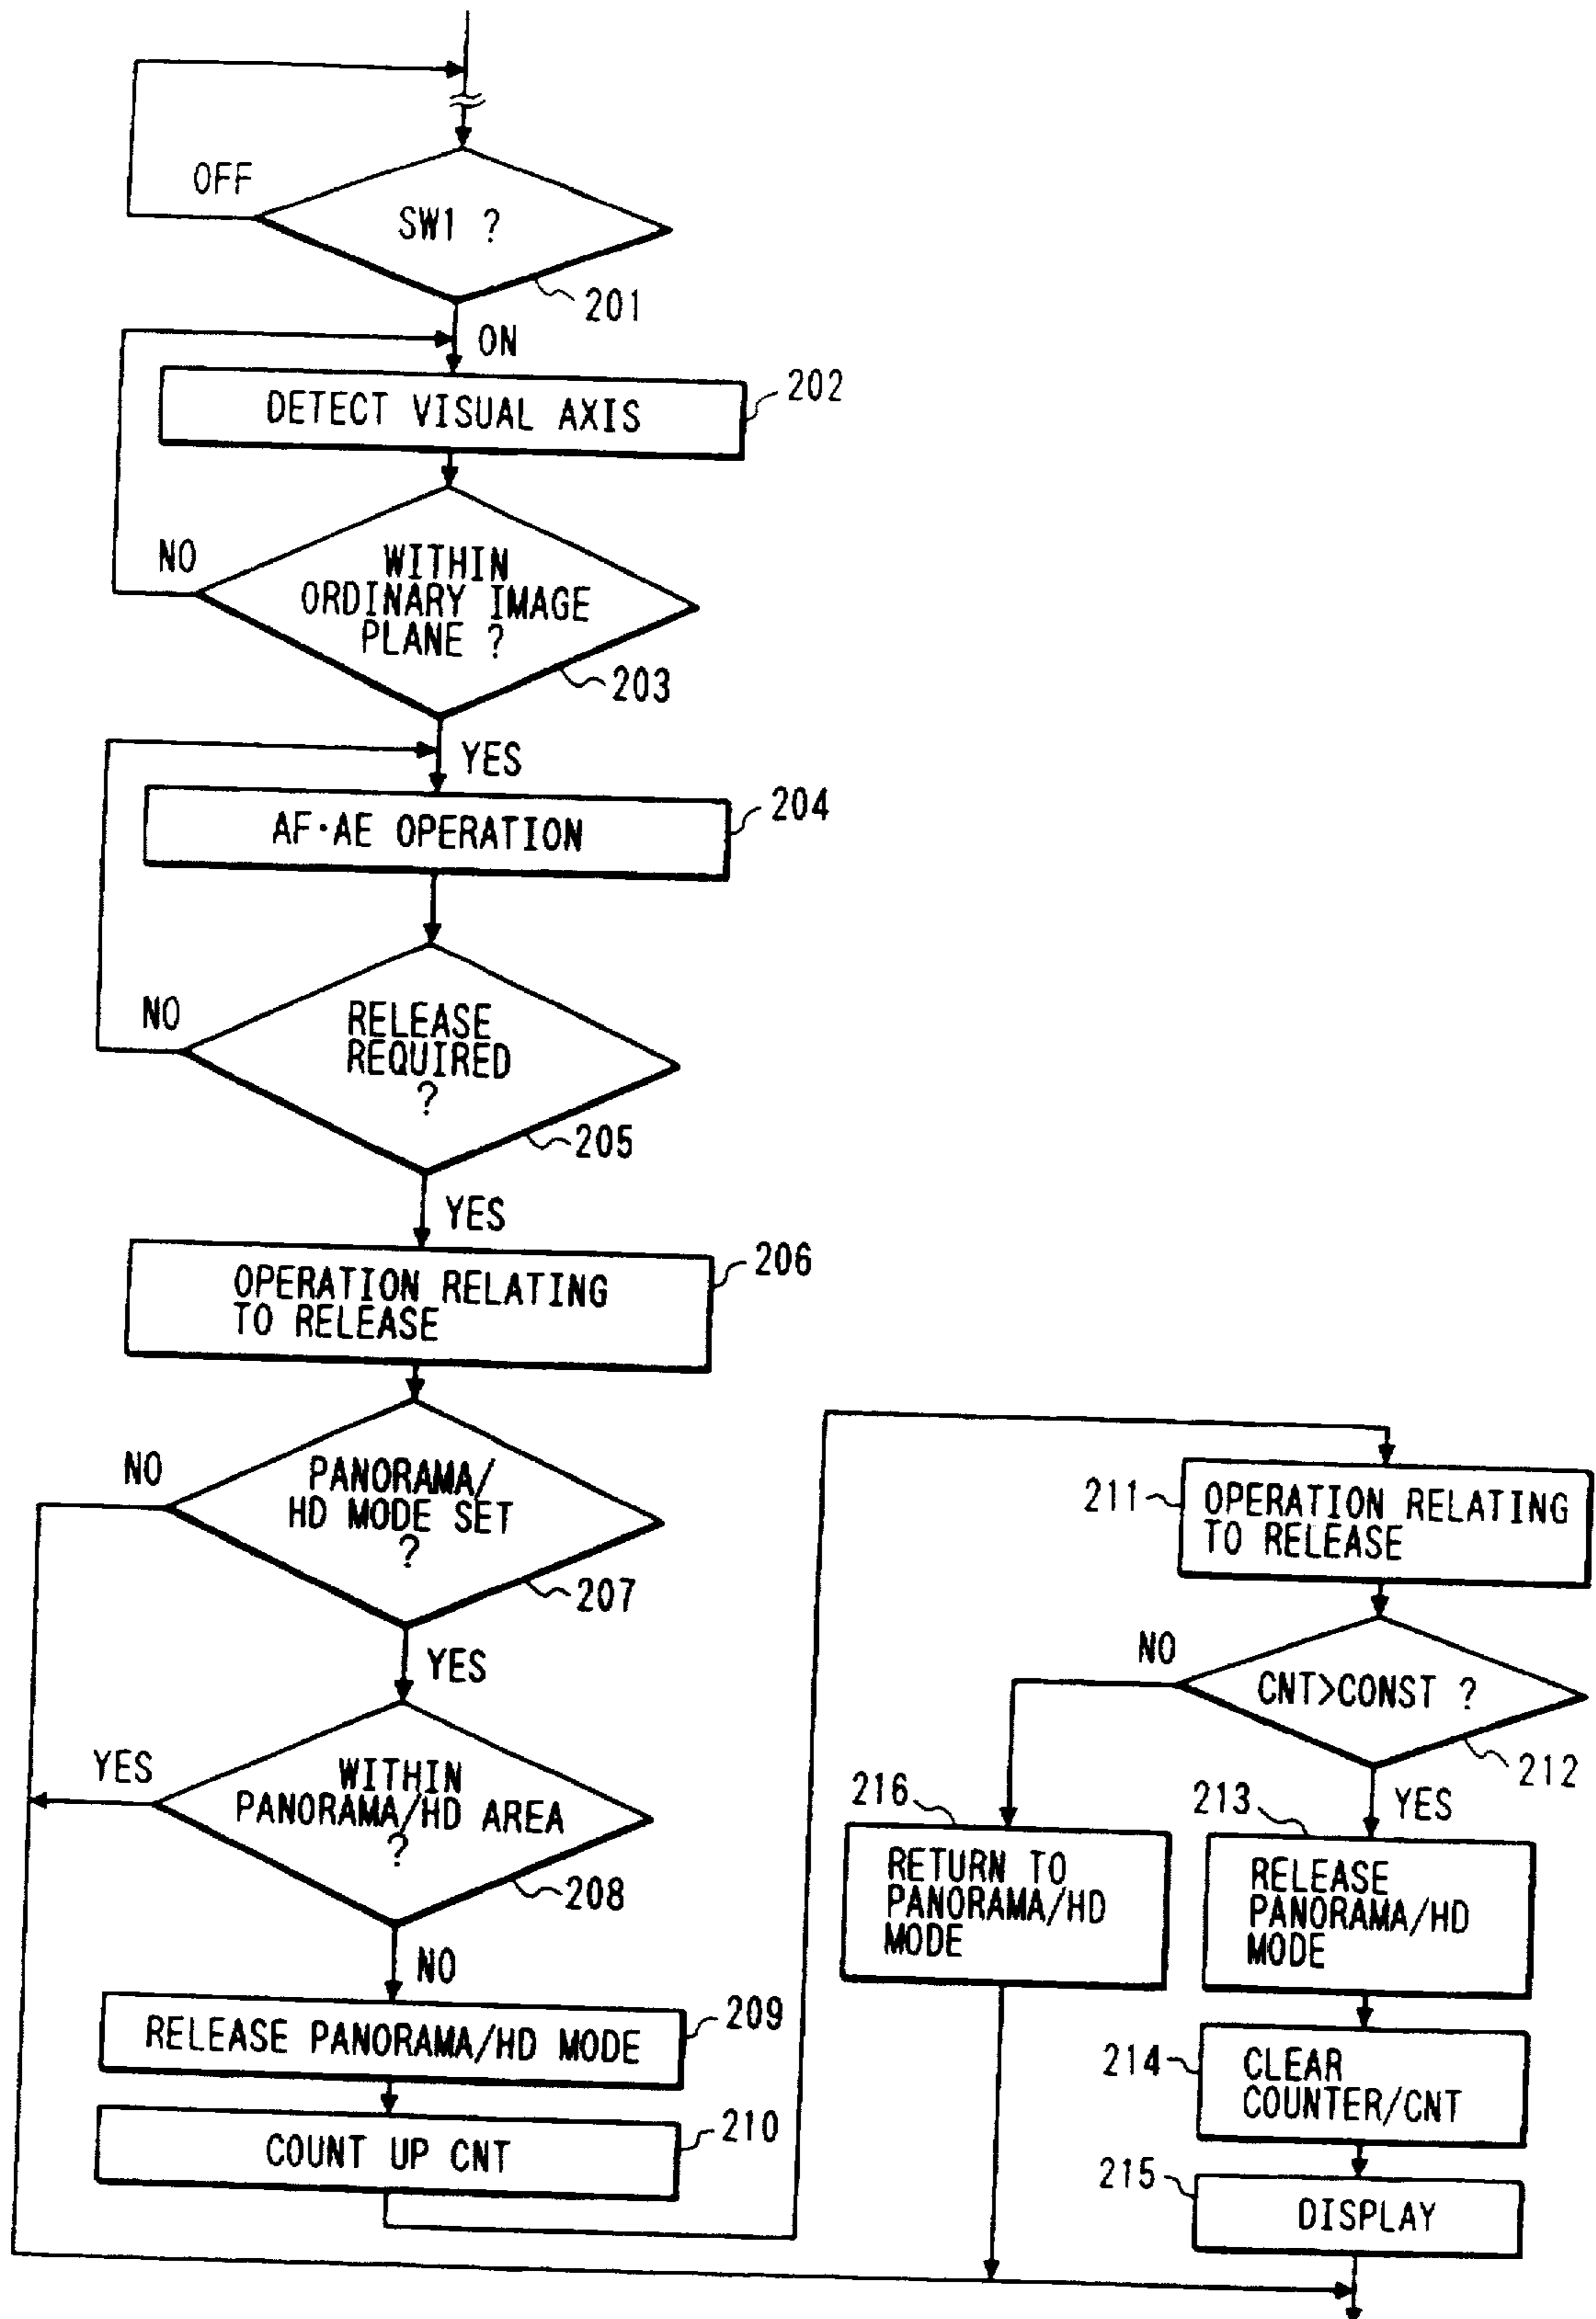 OFF
SW1 ?
201
ON
DETECT VISUAL AXIS
202
NO
WITHIN
ORDINARY IMAGE
PLANE ?
203
YES
AF·AE OPERATION
204
NO
RELEASE
REQUIRED
?
205
YES
OPERATION RELATING
TO RELEASE
206
NO
PANORAMA/
HD MODE SET
?
207
YES
YES
WITHIN
PANORAMA/HD AREA
?
208
NO
RELEASE PANORAMA/HD MODE
209
COUNT UP CNT
210
211
OPERATION RELATING
TO RELEASE
NO
CNT>CONST ?
212
YES
216
RETURN TO
PANORAMA/HD
MODE
213
RELEASE
PANORAMA/HD
MODE
214
CLEAR
COUNTER/CNT
215
DISPLAY